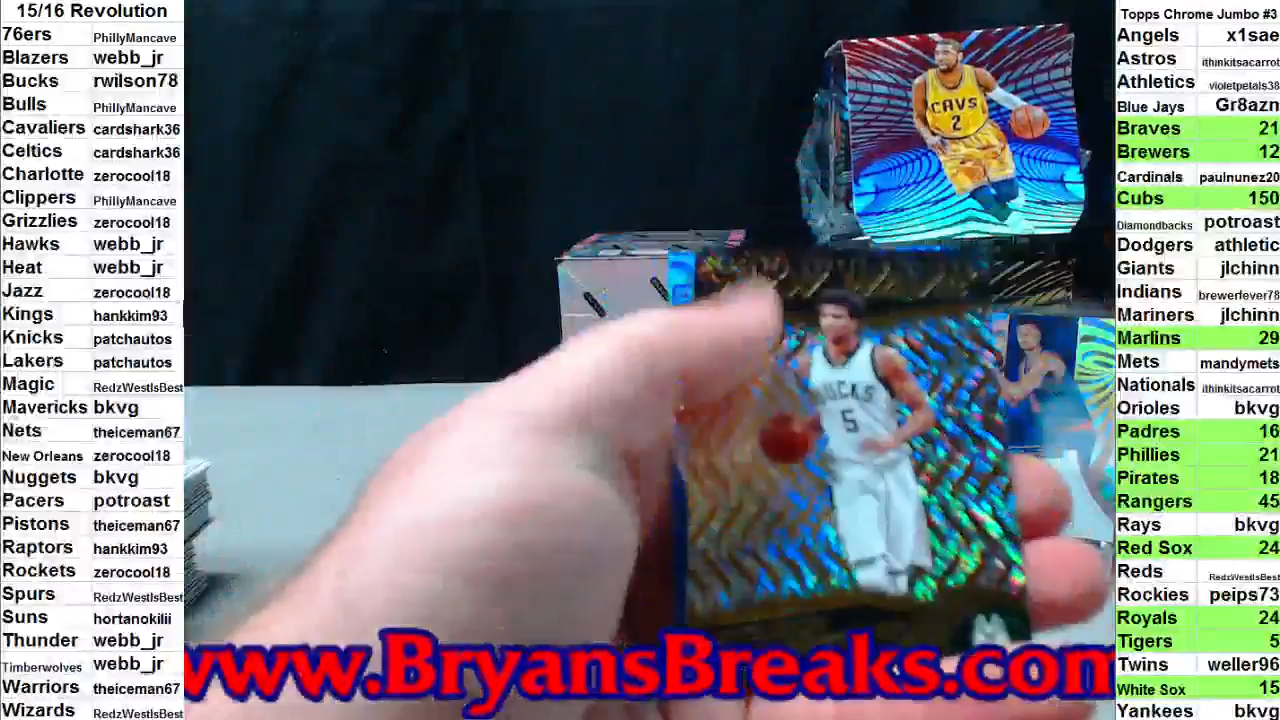 15/16 Revolution
76ers PhillyMancave
Blazers webb_jr
Bucks rwilson78
Bulls PhillyMancave
Cavaliers cardshark36
Celtics cardshark36
Charlotte zerocool18
Clippers PhillyMancave
Grizzlies zerocool18
Hawks webb_jr
Heat webb_jr
Jazz zerocool18
Kings hankkim93
Knicks patchautos
Lakers patchautos
Magic RedzWestIsBest
Mavericks bkvg
Nets theiceman67
New Orleans zerocool18
Nuggets bkvg
Pacers potroast
Pistons theiceman67
Raptors hankkim93
Rockets zerocool18
Spurs RedzWestIsBest
Suns hortanokilii
Thunder webb_jr
Timberwolves webb_jr
Warriors theiceman67
Wizards RedzWestIsBest
CAVS
2
BUCKS
5
www.BryansBreaks.com
Topps Chrome Jumbo #3
Angels x1sae
Astros ithinkitsacarrot
Athletics violetpetals38
Blue Jays Gr8azn
Braves 21
Brewers 12
Cardinals paulnunez20
Cubs 150
Diamondbacks potroast
Dodgers athletic
Giants jlchinn
Indians brewerfever78
Mariners jlchinn
Marlins 29
Mets mandymets
Nationals ithinkitsacarrot
Orioles bkvg
Padres 16
Phillies 21
Pirates 18
Rangers 45
Rays bkvg
Red Sox 24
Reds RedzWestIsBest
Rockies peips73
Royals 24
Tigers 5
Twins weller96
White Sox 15
Yankees bkvg